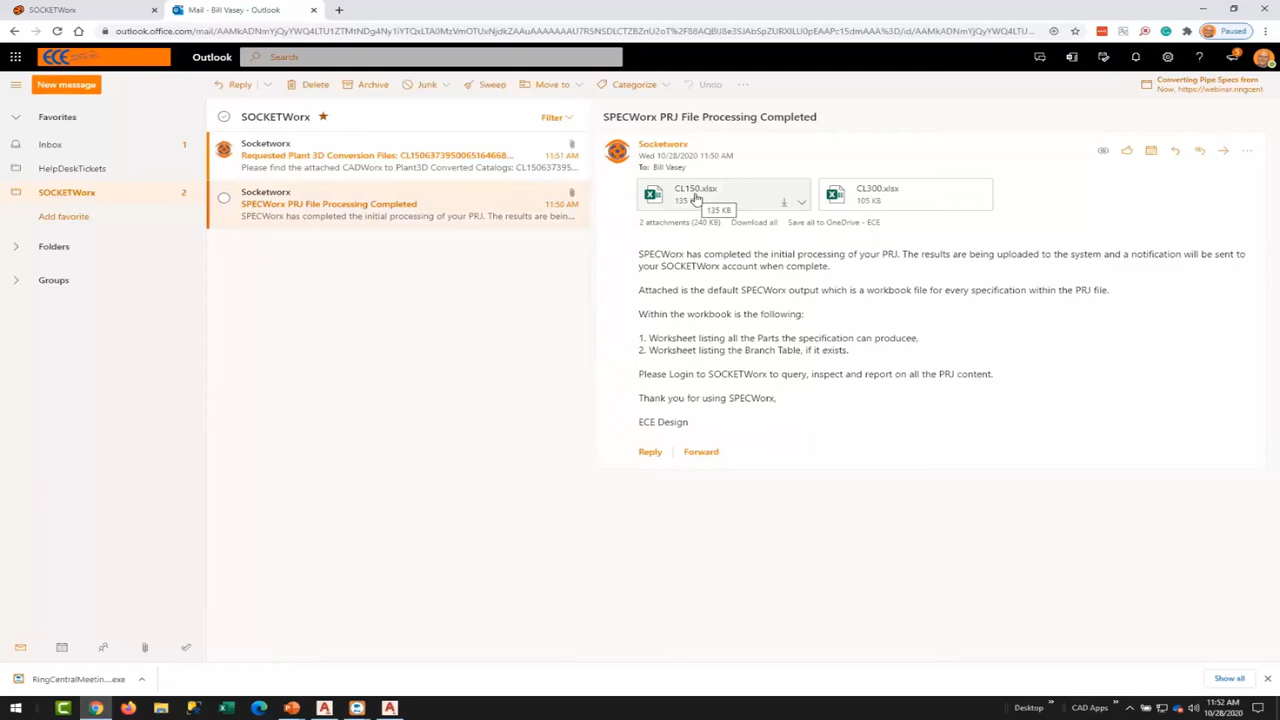 SOCKETWorx
Mail - Bill Vasey - Outlook
Paused
ECE
Outlook
Search
New message
Reply
Delete
Archive
Junk
Sweep
Move to
Categorize
Undo
Converting Pipe Specs from
Now, https://webinar.ringcent
Favorites
Inbox 1
HelpDeskTickets
SOCKETWorx 2
Add favorite
Folders
Groups
SOCKETWorx
Filter
Socketworx
Requested Plant 3D Conversion Files: CL1506373950065164668... 11:51 AM
Please find the attached CADWorx to Plant3D Converted Catalogs: CL150637395...
Socketworx
SPECWorx PRJ File Processing Completed 11:50 AM
SPECWorx has completed the initial processing of your PRJ. The results are bein...
SPECWorx PRJ File Processing Completed
Socketworx
Wed 10/28/2020 11:50 AM
To: Bill Vasey
CL150.xlsx
135
135 KB
CL300.xlsx
105 KB
2 attachments (240 KB) Download all Save all to OneDrive - ECE
SPECWorx has completed the initial processing of your PRJ. The results are being uploaded to the system and a notification will be sent to
your SOCKETWorx account when complete.
Attached is the default SPECWorx output which is a workbook file for every specification within the PRJ file.
Within the workbook is the following:
1. Worksheet listing all the Parts the specification can producee,
2. Worksheet listing the Branch Table, if it exists.
Please Login to SOCKETWorx to query, inspect and report on all the PRJ content.
Thank you for using SPECWorx,
ECE Design
Reply Forward
RingCentralMeetin....exe
Show all
Desktop
CAD Apps
11:52 AM
10/28/2020